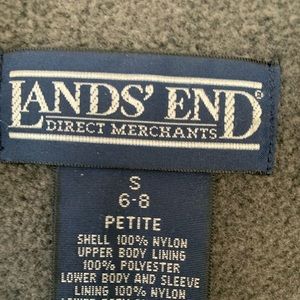 LANDS' END®
DIRECT MERCHANTS
S
6-8
PETITE
SHELL 100% NYLON
UPPER BODY LINING
100% POLYESTER
LOWER BODY AND SLEEVE
LINING 100% NYLON